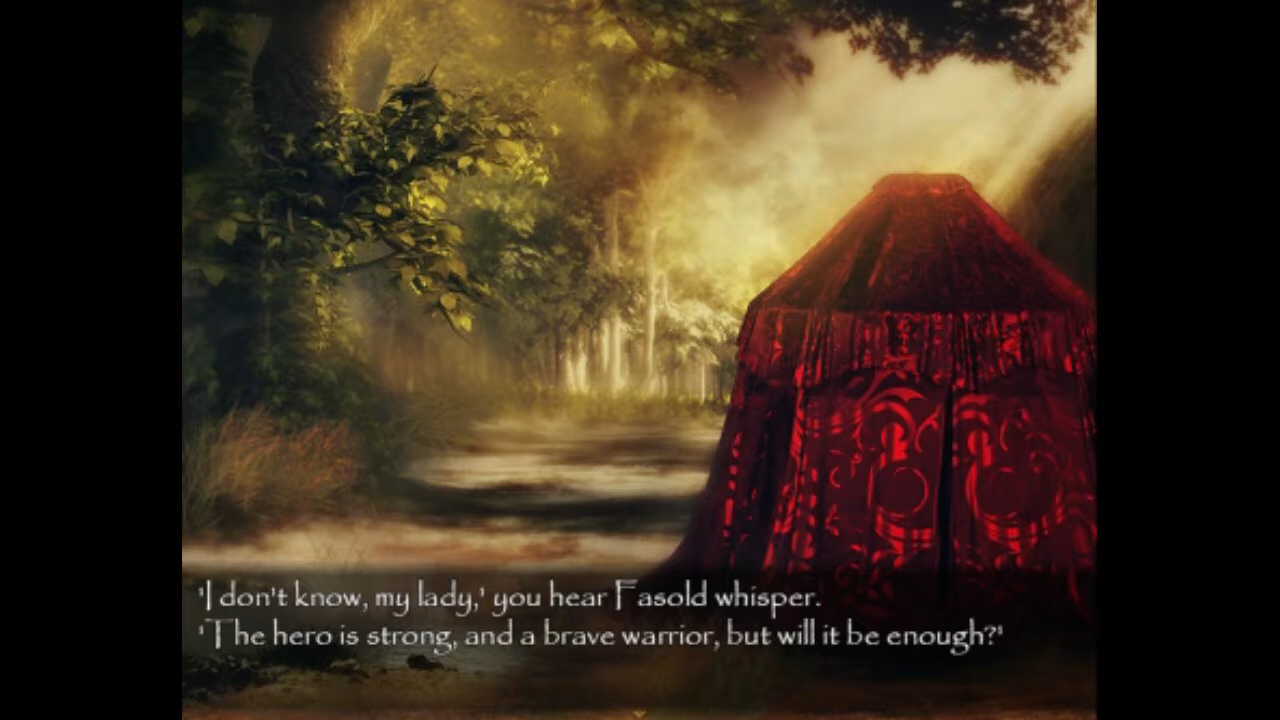 'I don't know, my lady,' you hear Fasold whisper.
'The hero is strong, and a brave warrior, but will it be enough?'